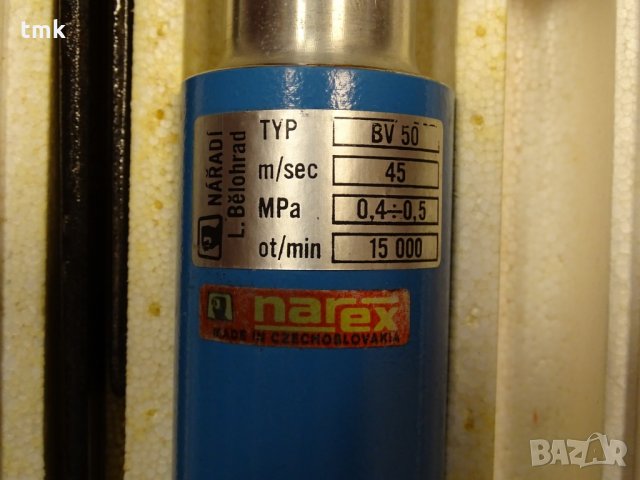 tmk
NÁŘADÍ
L. Bělohrad
TYP BV 50
m/sec 45
MPa 0,4÷0,5
ot/min 15 000
narex
MADE IN CZECHOSLOVAKIA
BAZAR